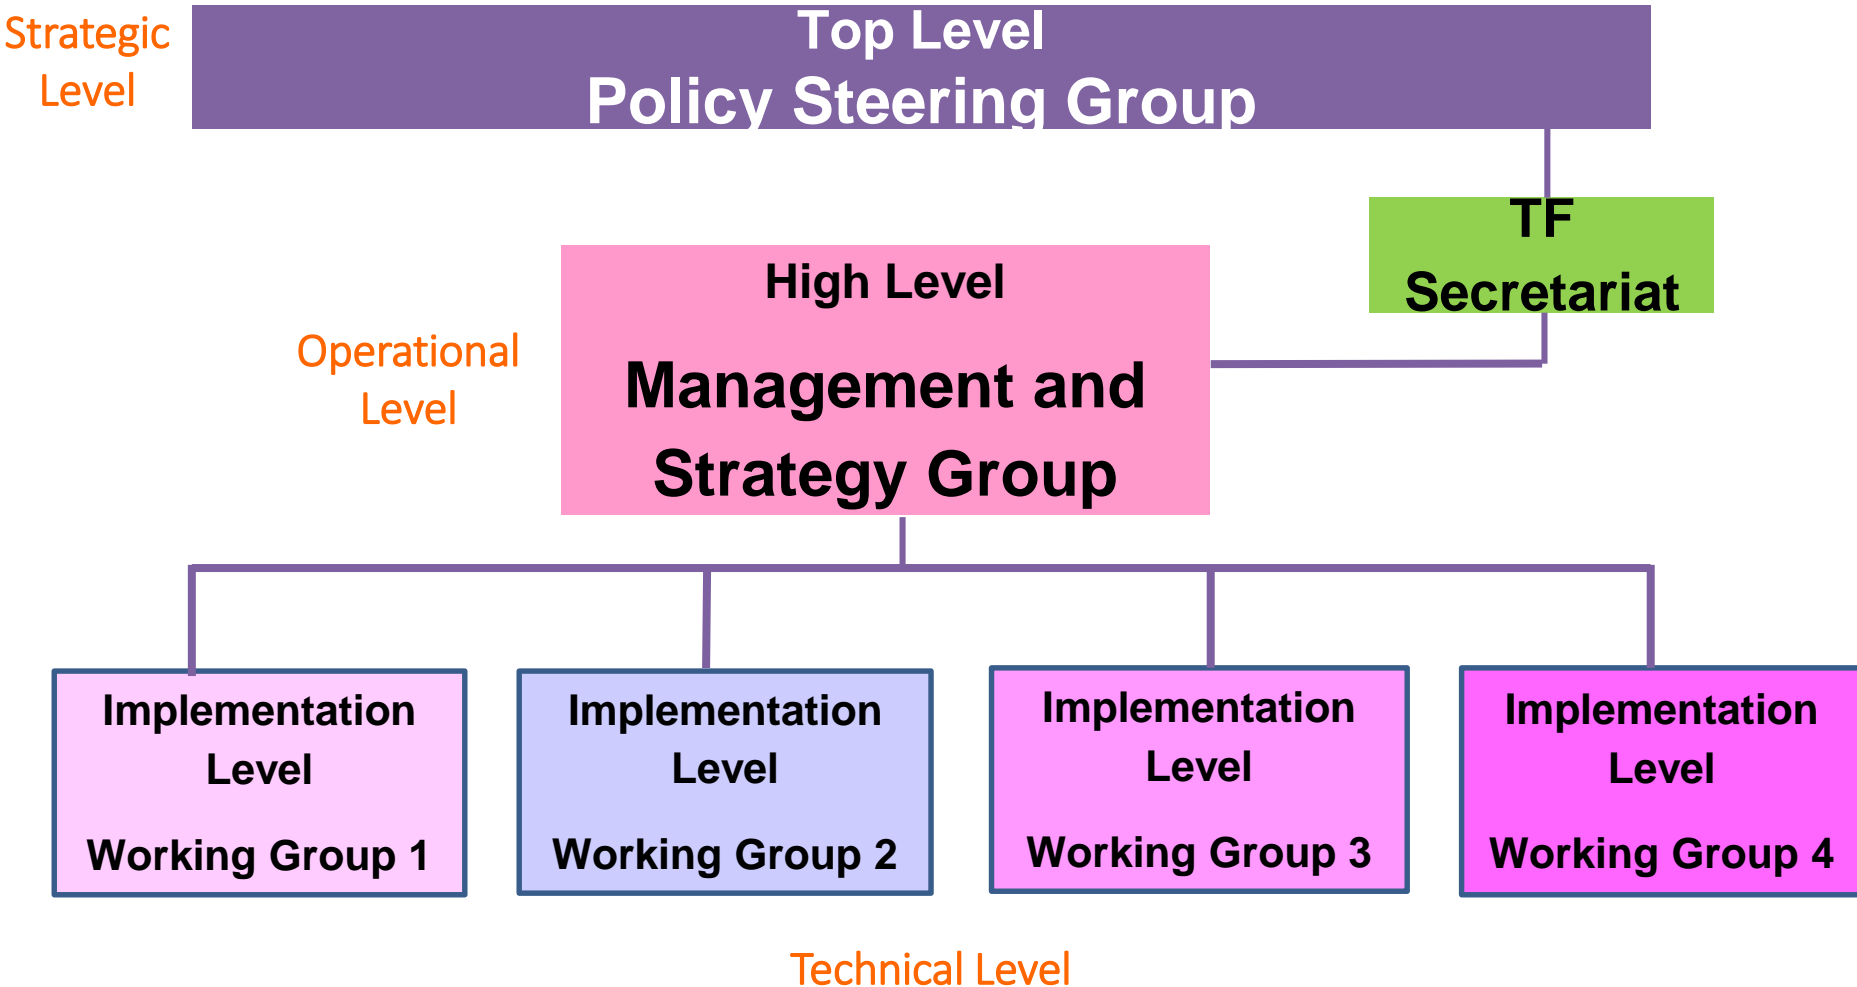 Strategic
Level
Top Level
Policy Steering Group
TF
Secretariat
High Level
Management and
Strategy Group
Operational
Level
Implementation
Level
Working Group 1
Implementation
Level
Working Group 2
Implementation
Level
Working Group 3
Implementation
Level
Working Group 4
Technical Level